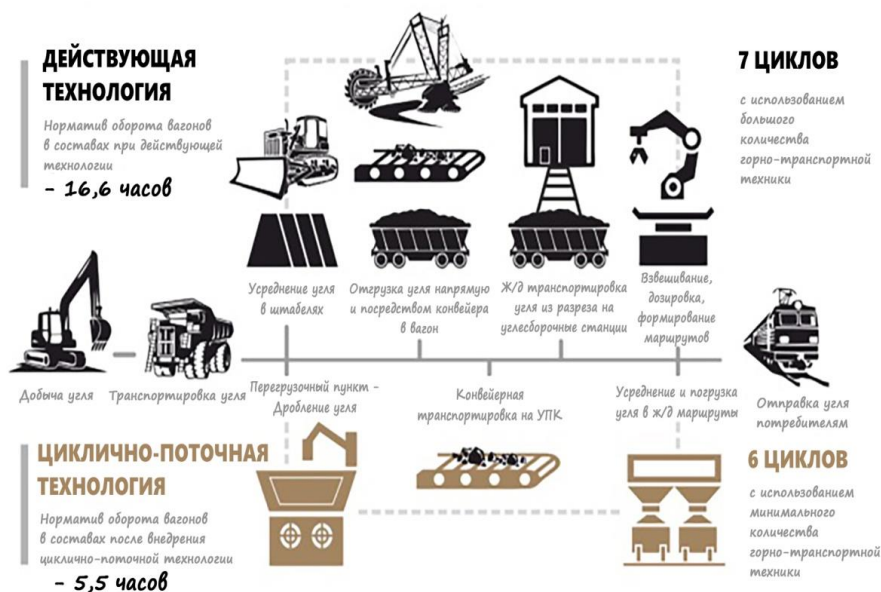 ДЕЙСТВУЮЩАЯ
ТЕХНОЛОГИЯ
Норматив оборота вагонов
в составах при действующей
технологии
- 16,6 часов
7 ЦИКЛОВ
с использованием
большого
количества
горно-транспортной
техники
Усреднение угля
в штабелях
Отгрузка угля напрямую
и посредством конвейера
в вагон
Ж/д транспортировка
угля из разреза на
углесборочные станции
Взвешивание,
дозировка,
формирование
маршрутов
Добыча угля
Транспортировка угля
Перегрузочный пункт -
Дробление угля
Конвейерная
транспортировка на УПК
Усреднение и погрузка
угля в ж/д маршруты
Отправка угля
потребителям
ЦИКЛИЧНО-ПОТОЧНАЯ
ТЕХНОЛОГИЯ
Норматив оборота вагонов
в составах после внедрения
циклично-поточной технологии
- 5,5 часов
6 ЦИКЛОВ
с использованием
минимального
количества
горно-транспортной
техники